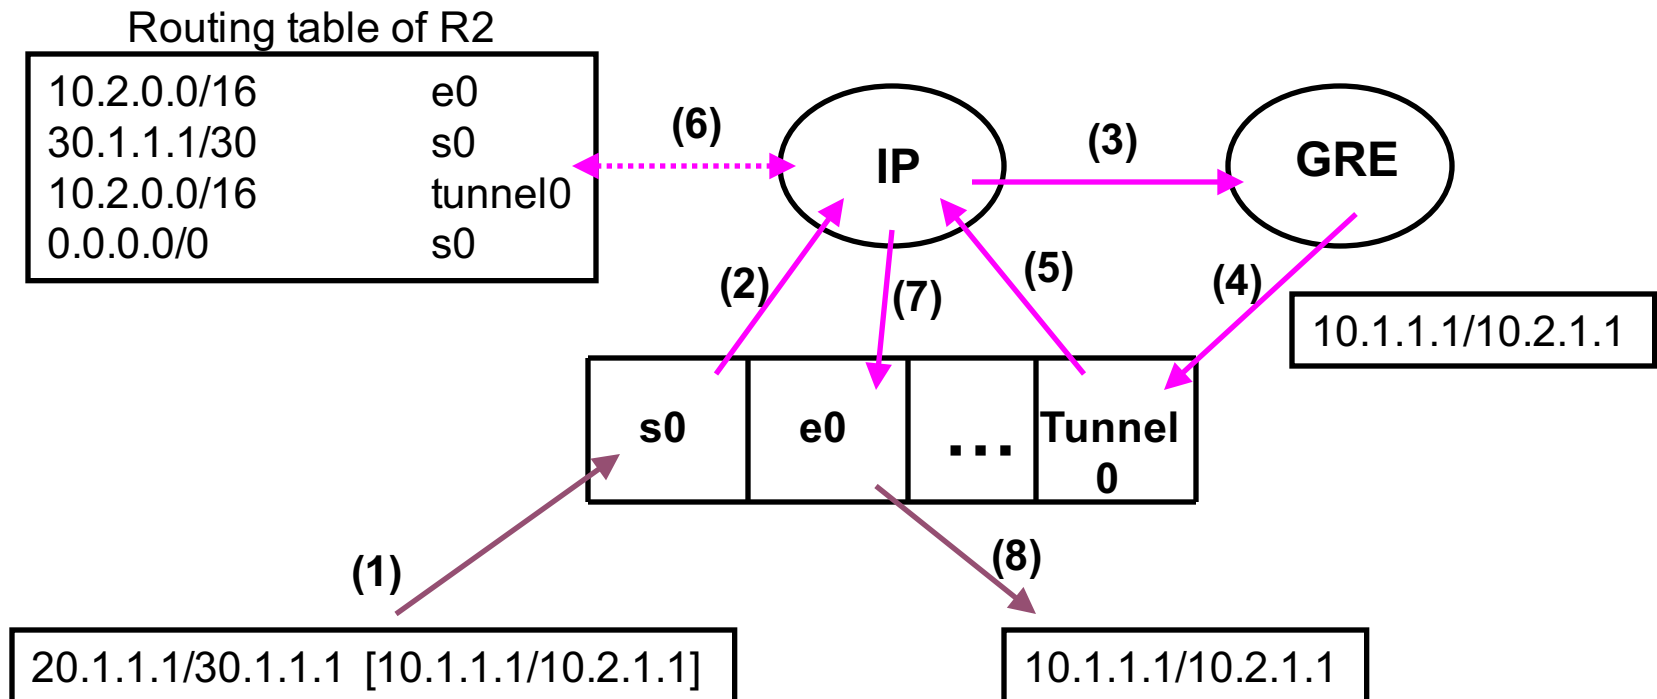 Routing table of R2
10.2.0.0/16 e0
30.1.1.1/30 s0
10.2.0.0/16 tunnel0
0.0.0.0/0 s0
(6)
IP
(3)
GRE
(2)
(7)
(5)
(4)
10.1.1.1/10.2.1.1
s0
e0
...
Tunnel
0
(1)
(8)
20.1.1.1/30.1.1.1 [10.1.1.1/10.2.1.1]
10.1.1.1/10.2.1.1